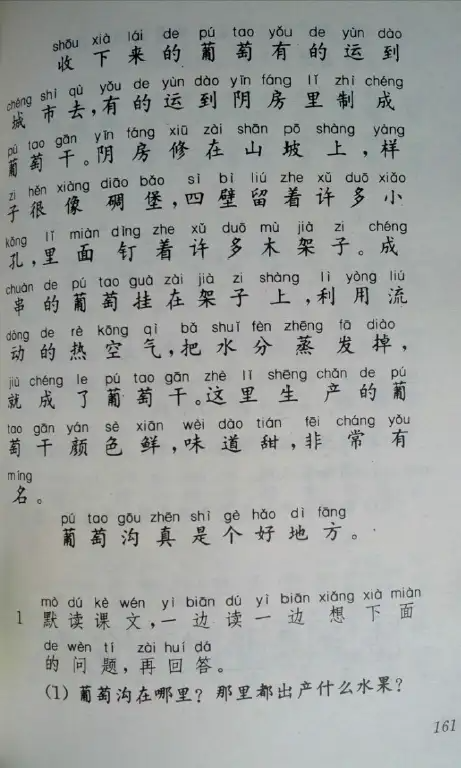 shōu xià lái de pú tao yǒu de yùn dào
收下来的葡萄有的运到
chéng shì qù yǒu de yùn dào yīn fáng lǐ zhì chéng
城市去,有的运到阴房里制成
pú tao gān yīn fáng xiū zài shān pō shàng yàng
葡萄干。阴房修在山坡上,样
zi hěn xiàng diāo bǎo sì bì liú zhe xǔ duō xiǎo
子很像碉堡,四壁留着许多小
kǒng lǐ miàn dìng zhe xǔ duō mù jià zi chéng
孔,里面钉着许多木架子。成
chuàn de pú tao guà zài jià zi shàng lì yòng liú
串的葡萄挂在架子上,利用流
dòng de rè kōng qì bǎ shuǐ fèn zhēng fā diào
动的热空气,把水分蒸发掉,
jiù chéng le pú tao gān zhè lǐ shēng chǎn de pú
就成了葡萄干。这里生产的葡
tao gān yán sè xiān wèi dào tián fēi cháng yǒu
萄干颜色鲜,味道甜,非常有
míng
名。
pú tao gōu zhēn shì gè hǎo dì fāng
葡萄沟真是个好地方。
mò dú kè wén yì biān dú yì biān xiǎng xià miàn
1 默读课文,一边读一边想下面
de wèn tí zài huí dá
的问题,再回答。
(1) 葡萄沟在哪里?那里都出产什么水果?
161